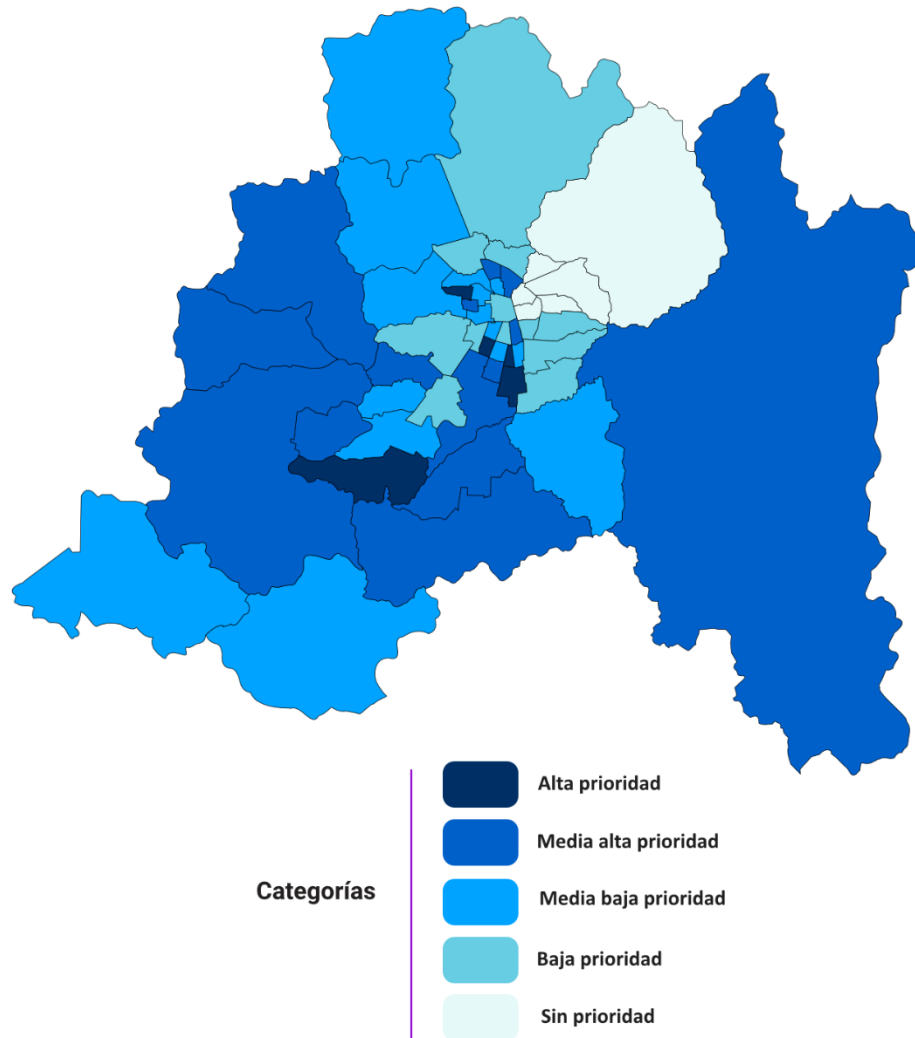 Categorías
Alta prioridad
Media alta prioridad
Media baja prioridad
Baja prioridad
Sin prioridad